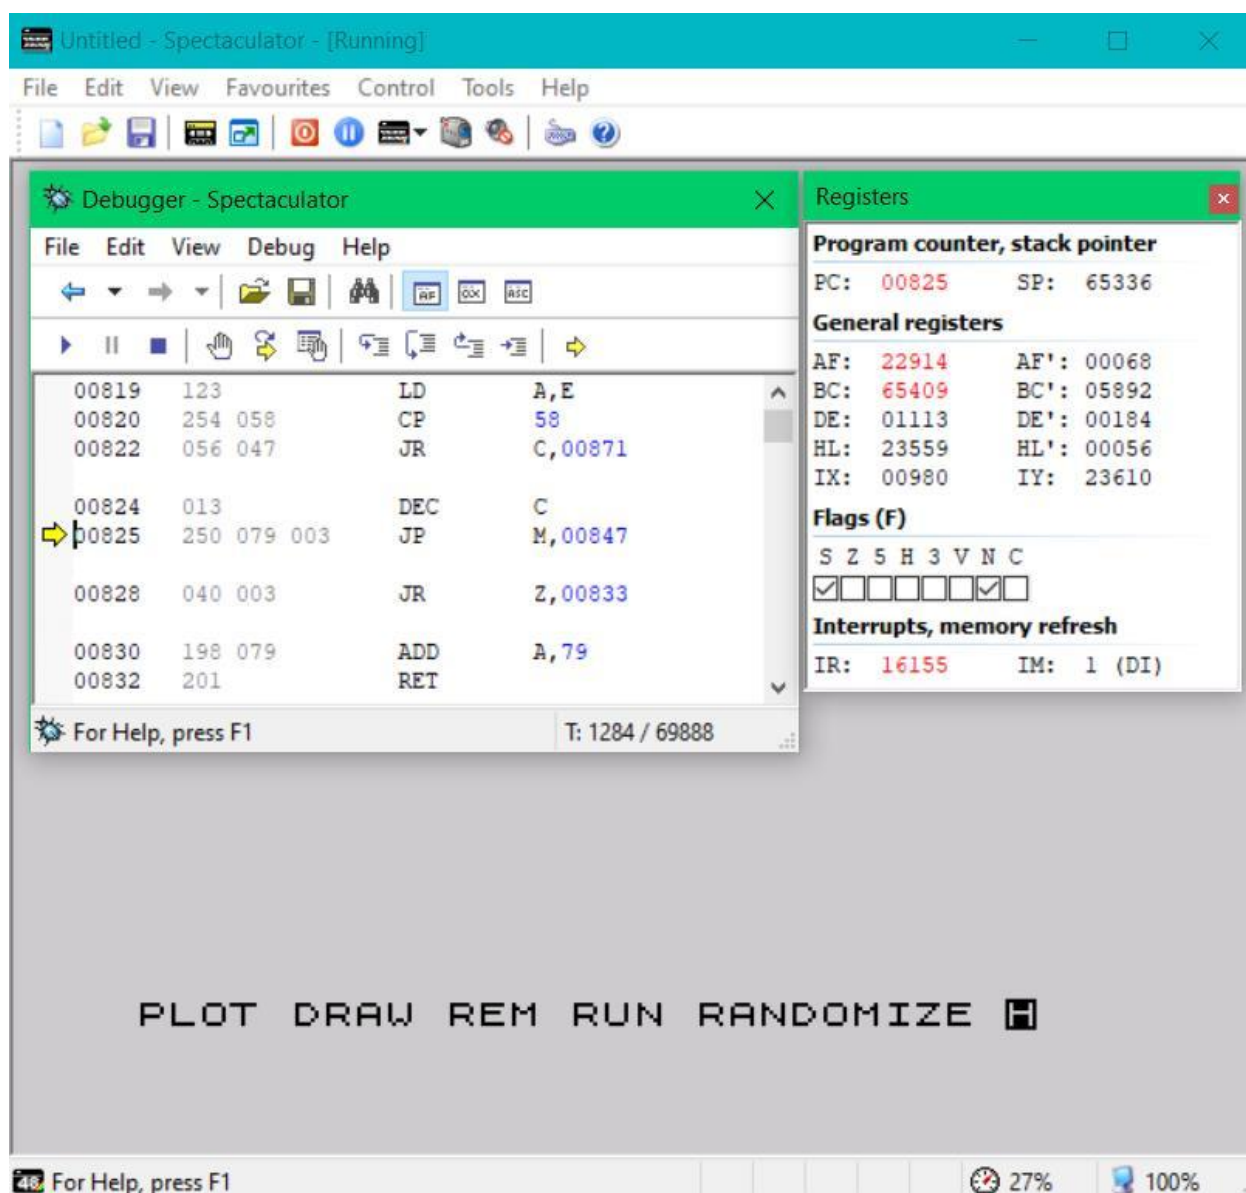 Untitled - Spectaculator - [Running]
File Edit View Favourites Control Tools Help
Debugger - Spectaculator
File Edit View Debug Help
00819 123 LD A,E
00820 254 058 CP 58
00822 056 047 JR C,00871
00824 013 DEC C
00825 250 079 003 JP M,00847
00828 040 003 JR Z,00833
00830 198 079 ADD A,79
00832 201 RET
For Help, press F1 T: 1284 / 69888
Registers
Program counter, stack pointer
PC: 00825 SP: 65336
General registers
AF: 22914 AF': 00068
BC: 65409 BC': 05892
DE: 01113 DE': 00184
HL: 23559 HL': 00056
IX: 00980 IY: 23610
Flags (F)
S Z 5 H 3 V N C
Interrupts, memory refresh
IR: 16155 IM: 1 (DI)
PLOT DRAW REM RUN RANDOMIZE H
48 For Help, press F1 27% 100%